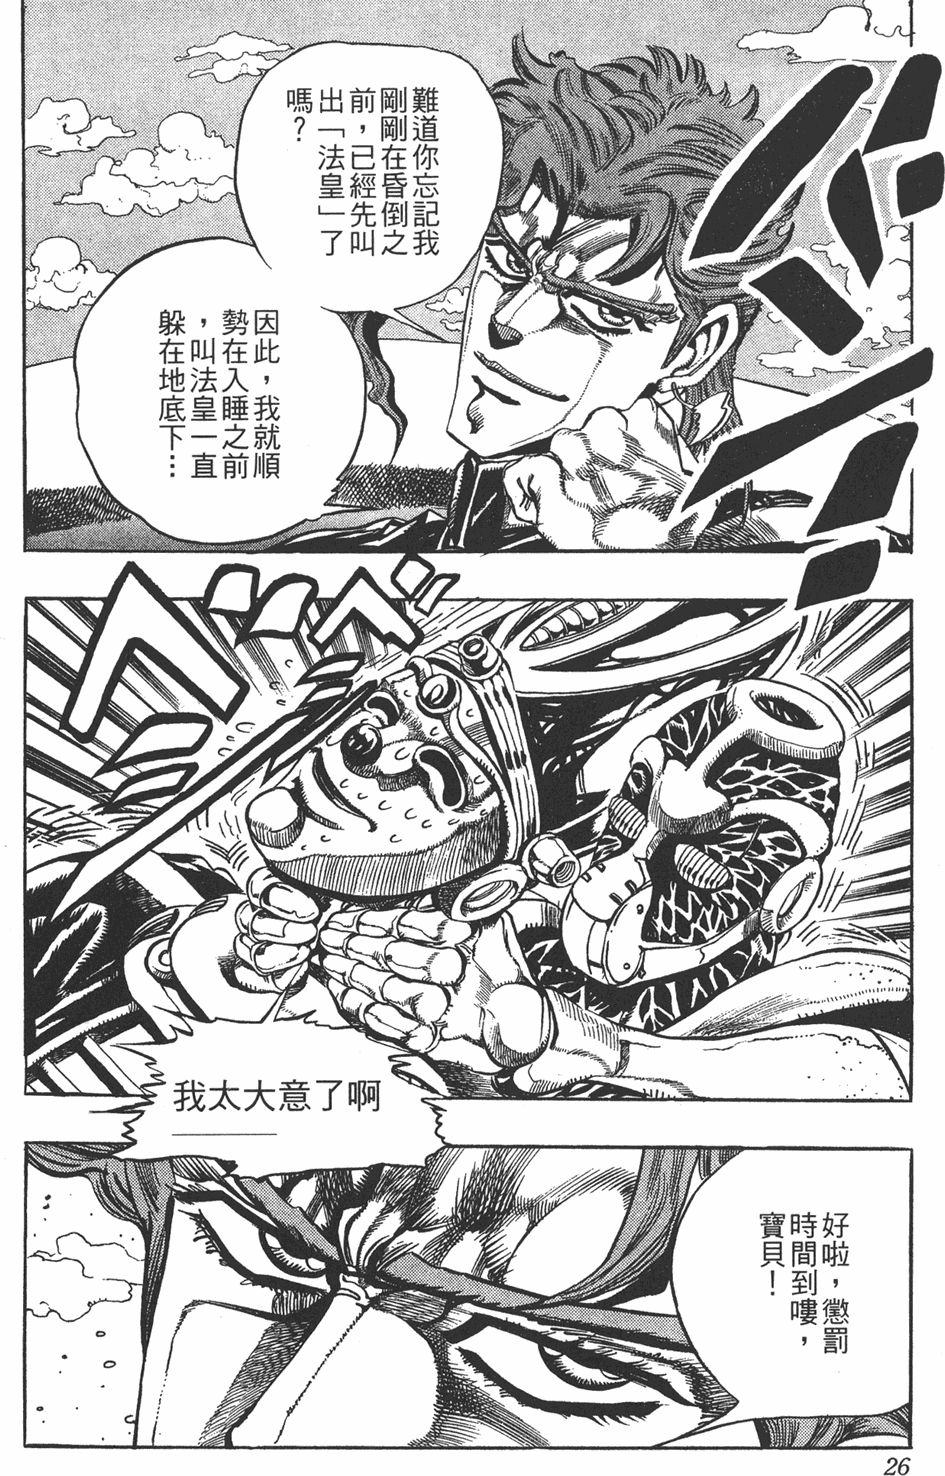 難道你忘記我
剛剛在昏倒之
前，已經先叫
出「法皇」了
嗎？
因此，我就順
勢在入睡之前
，叫法皇一直
躲在地底下…
我太大意了啊
好啦，懲罰
時間到嘍，
寶貝！
26